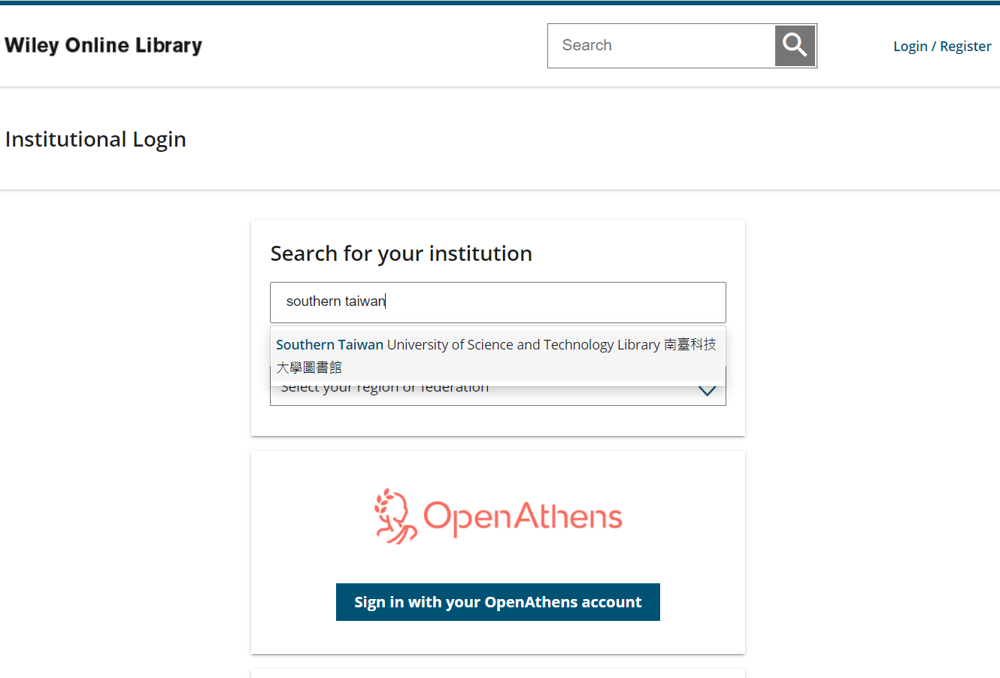 Wiley Online Library
Search
Login / Register
Institutional Login
Search for your institution
southern taiwan
Southern Taiwan University of Science and Technology Library 南臺科技
大學圖書館
Select your region or federation
OpenAthens
Sign in with your OpenAthens account